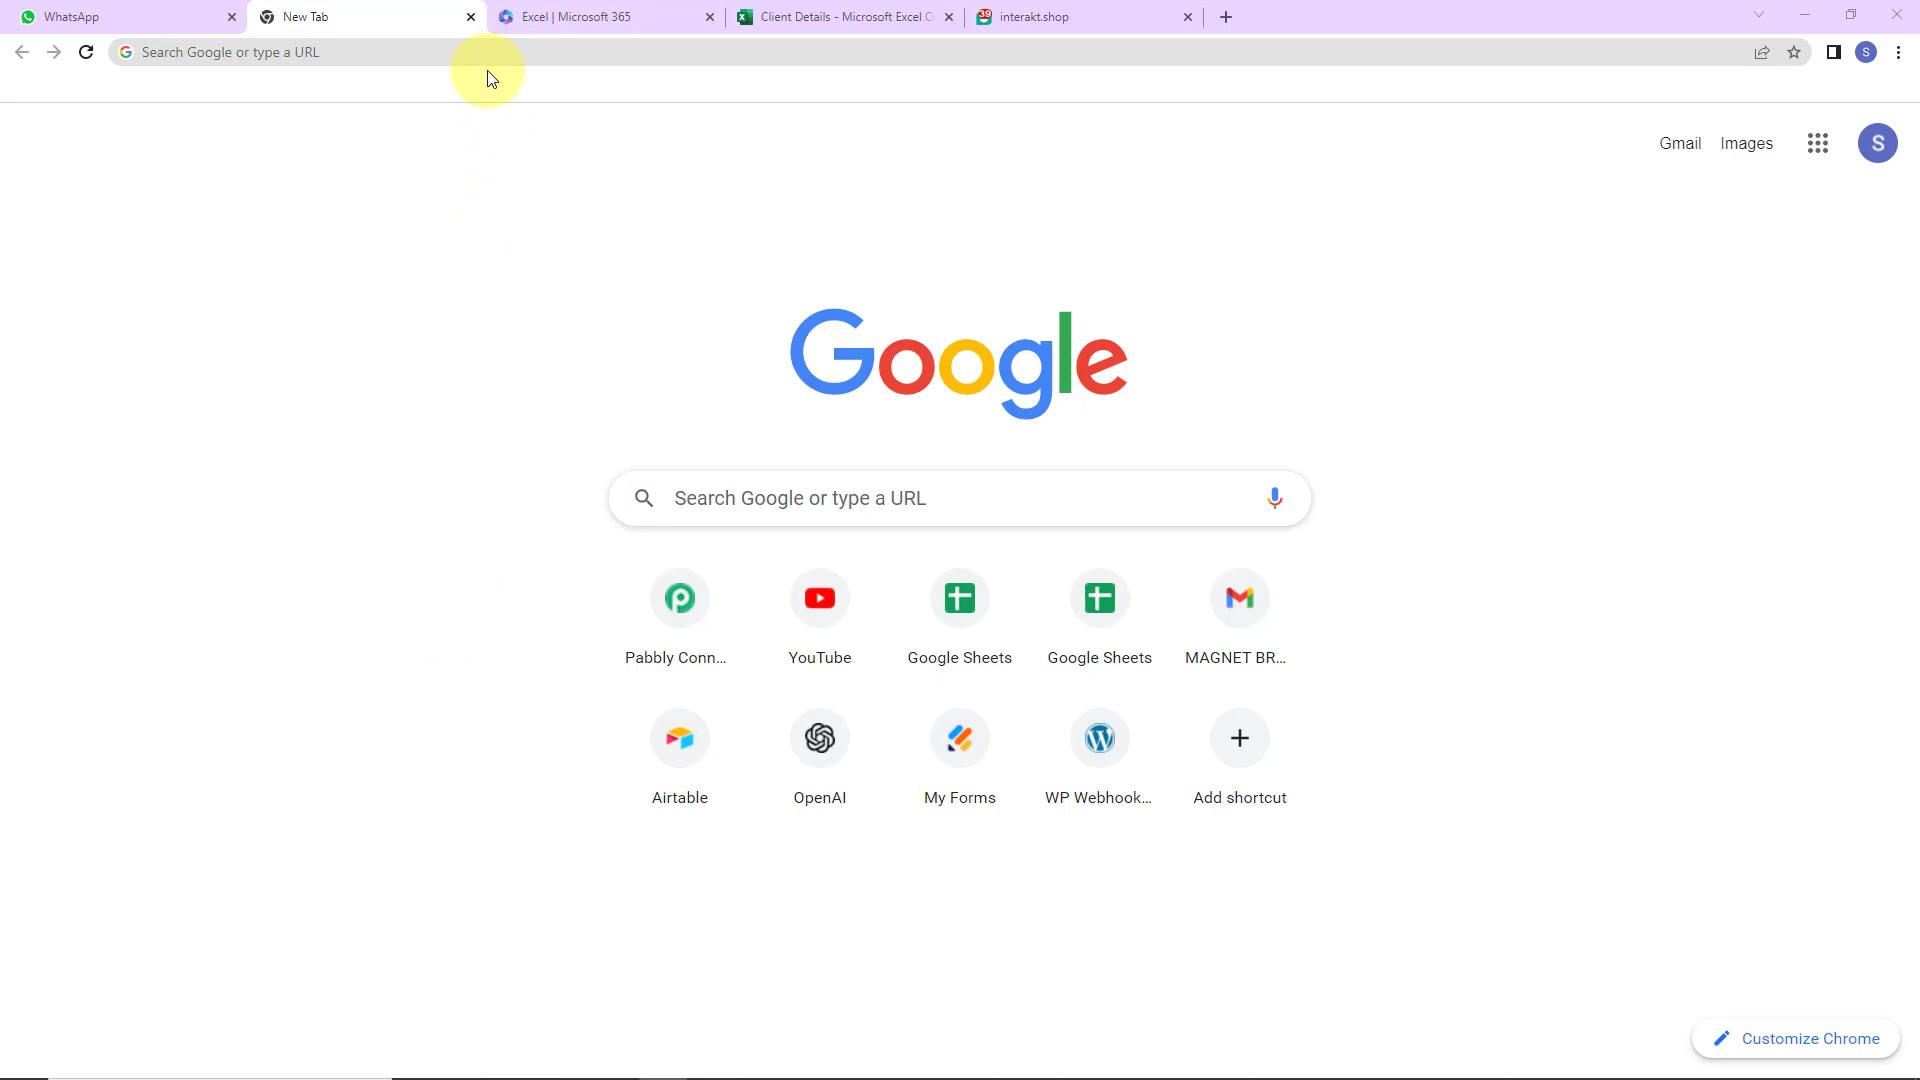 WhatsApp
New Tab
Excel | Microsoft 365
Client Details - Microsoft Excel O
39
interakt.shop
Search Google or type a URL
S
Gmail
Images
S
Google
Search Google or type a URL
Pabbly Conn...
YouTube
Google Sheets
Google Sheets
MAGNET BR...
Airtable
OpenAI
My Forms
WP Webhook...
Add shortcut
Customize Chrome